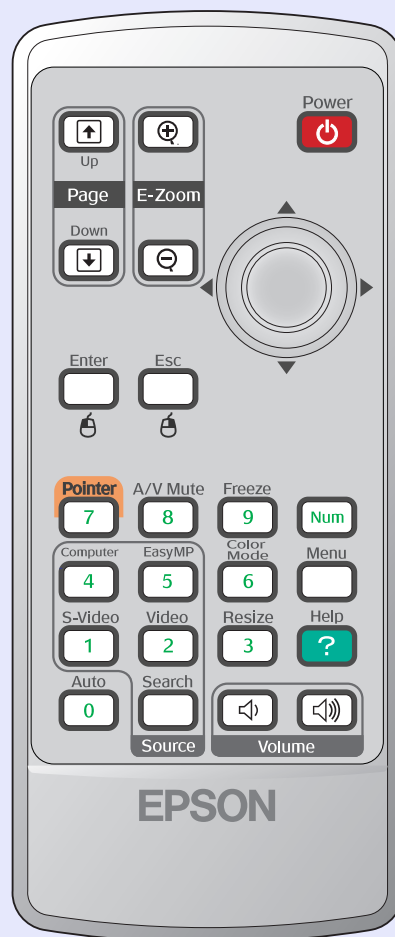 Power
Up
Page E-Zoom
Down
Enter Esc
Pointer A/V Mute Freeze
7 8 9 Num
Computer EasyMP Color Mode Menu
4 5 6
S-Video Video Resize Help
1 2 3 ?
Auto Search
0
Source Volume
EPSON